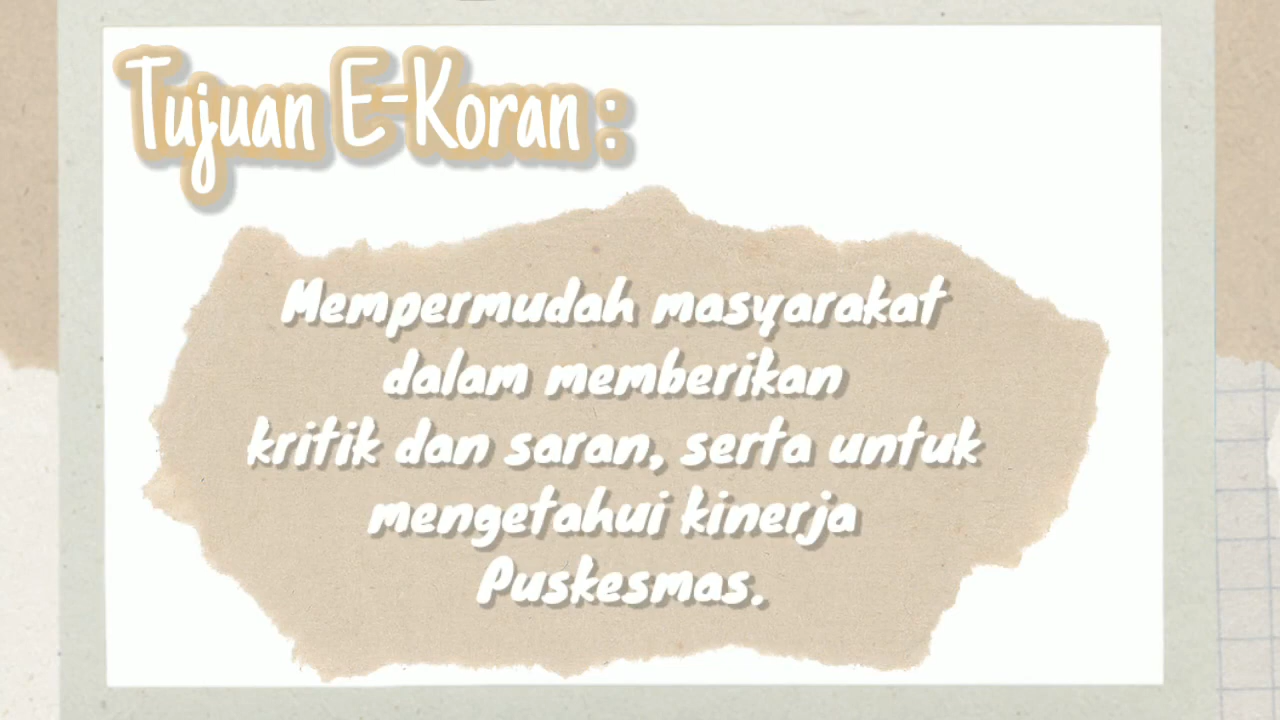 Tujuan E-Koran :
Mempermudah masyarakat
dalam memberikan
kritik dan saran, serta untuk
mengetahui kinerja
Puskesmas.